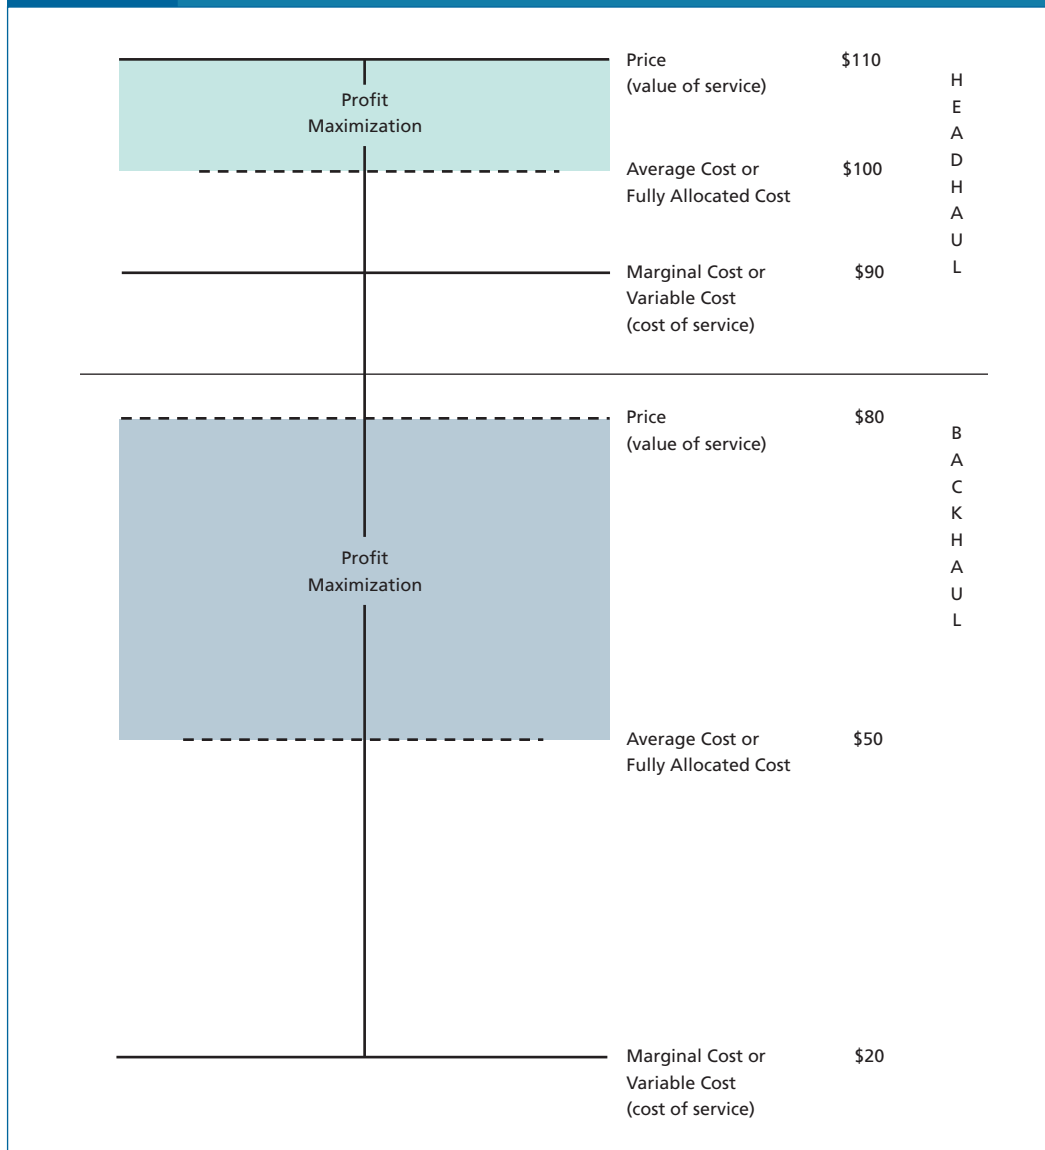 Price $110
(value of service)
Profit
Maximization
Average Cost or $100
Fully Allocated Cost
Marginal Cost or $90
Variable Cost
(cost of service)
H
E
A
D
H
A
U
L
Price $80
(value of service)
Profit
Maximization
Average Cost or $50
Fully Allocated Cost
Marginal Cost or $20
Variable Cost
(cost of service)
B
A
C
K
H
A
U
L